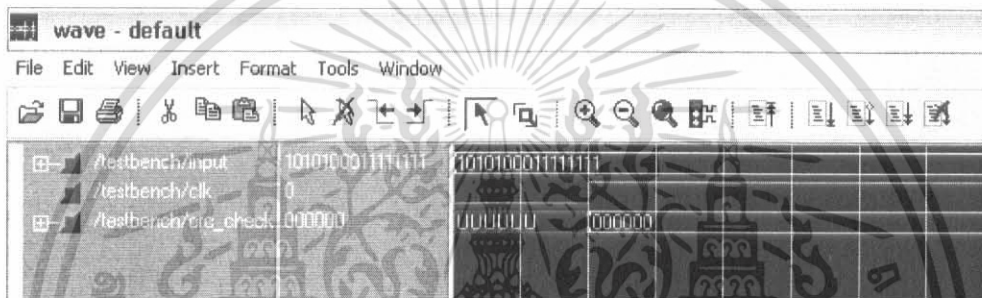 wave - default
File Edit View Insert Format Tools Window
/testbench/input 1010100011111111 1010100011111111
/testbench/clk 0
/testbench/crc_check 000000 UUUUUU 000000